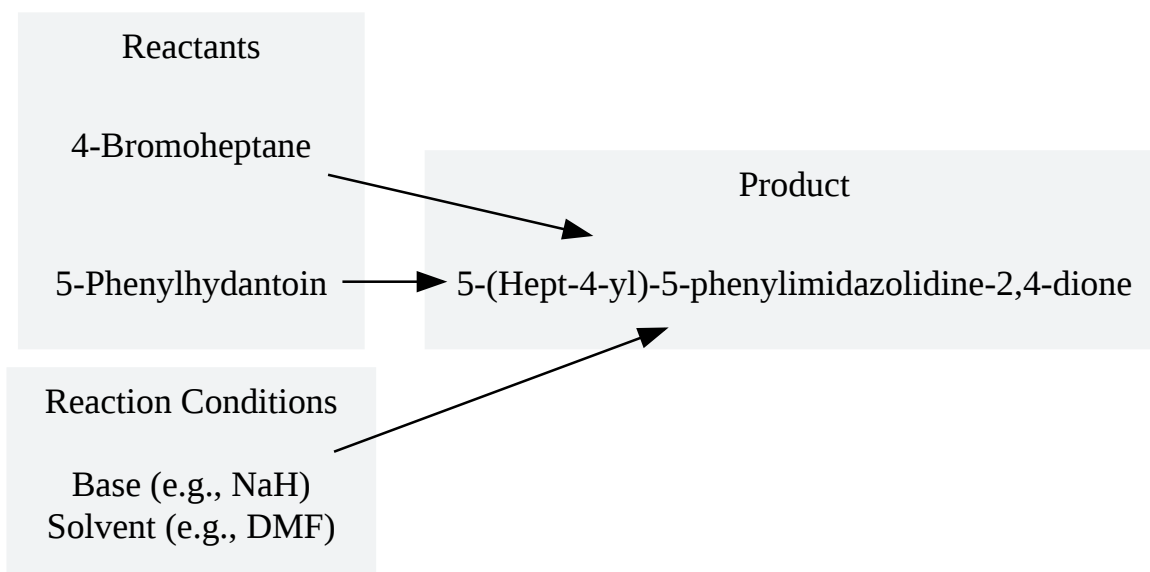 Reactants
4-Bromoheptane
5-Phenylhydantoin
Product
5-(Hept-4-yl)-5-phenylimidazolidine-2,4-dione
Reaction Conditions
Base (e.g., NaH)
Solvent (e.g., DMF)